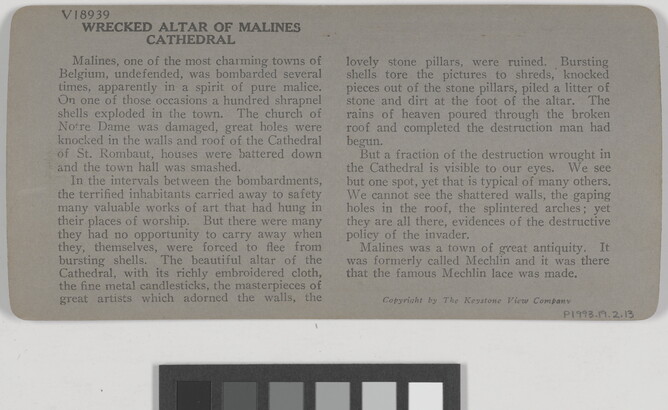 V18939
WRECKED ALTAR OF MALINES
CATHEDRAL
Malines, one of the most charming towns of
Belgium, undefended, was bombarded several
times, apparently in a spirit of pure malice.
On one of those occasions a hundred shrapnel
shells exploded in the town. The church of
Notre Dame was damaged, great holes were
knocked in the walls and roof of the Cathedral
of St. Rombaut, houses were battered down
and the town hall was smashed.
In the intervals between the bombardments,
the terrified inhabitants carried away to safety
many valuable works of art that had hung in
their places of worship. But there were many
they had no opportunity to carry away when
they, themselves, were forced to flee from
bursting shells. The beautiful altar of the
Cathedral, with its richly embroidered cloth,
the fine metal candlesticks, the masterpieces of
great artists which adorned the walls, the
lovely stone pillars, were ruined. Bursting
shells tore the pictures to shreds, knocked
pieces out of the stone pillars, piled a litter of
stone and dirt at the foot of the altar. The
rains of heaven poured through the broken
roof and completed the destruction man had
begun.
But a fraction of the destruction wrought in
the Cathedral is visible to our eyes. We see
but one spot, yet that is typical of many others.
We cannot see the shattered walls, the gaping
holes in the roof, the splintered arches; yet
they are all there, evidences of the destructive
policy of the invader.
Malines was a town of great antiquity. It
was formerly called Mechlin and it was there
that the famous Mechlin lace was made.
Copyright by The Keystone View Company
P1993.19.2.13